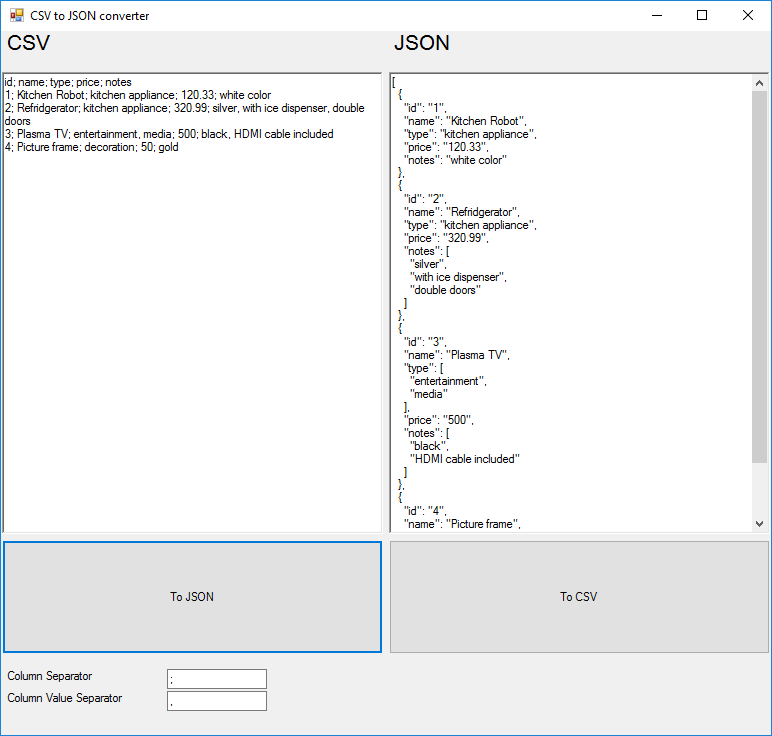 CSV to JSON converter
CSV
JSON
id; name; type; price; notes
1; Kitchen Robot; kitchen appliance; 120.33; white color
2; Refridgerator; kitchen appliance; 320.99; silver, with ice dispenser, double
doors
3; Plasma TV; entertainment, media; 500; black, HDMI cable included
4; Picture frame; decoration; 50; gold
[
{
"id": "1",
"name": "Kitchen Robot",
"type": "kitchen appliance",
"price": "120.33",
"notes": "white color"
},
{
"id": "2",
"name": "Refridgerator",
"type": "kitchen appliance",
"price": "320.99",
"notes": [
"silver",
"with ice dispenser",
"double doors"
]
},
{
"id": "3",
"name": "Plasma TV",
"type": [
"entertainment",
"media"
],
"price": "500",
"notes": [
"black",
"HDMI cable included"
]
},
{
"id": "4",
"name": "Picture frame",
To JSON
To CSV
Column Separator
;
Column Value Separator
,